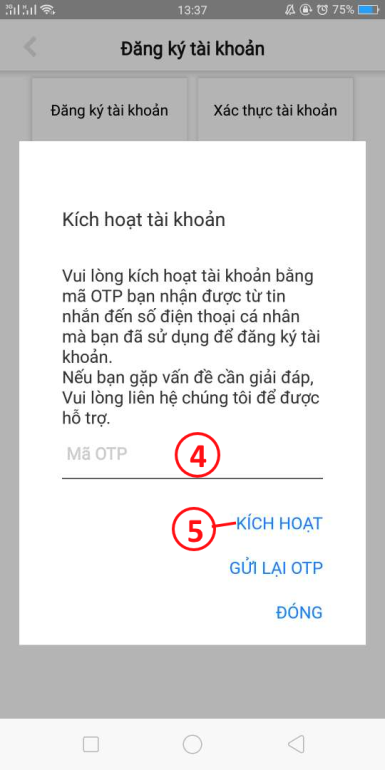 13:37 75%
Đăng ký tài khoản
Đăng ký tài khoản Xác thực tài khoản
Kích hoạt tài khoản
Vui lòng kích hoạt tài khoản bằng
mã OTP bạn nhận được từ tin
nhắn đến số điện thoại cá nhân
mà bạn đã sử dụng để đăng ký tài
khoản.
Nếu bạn gặp vấn đề cần giải đáp,
Vui lòng liên hệ chúng tôi để được
hỗ trợ.
Mã OTP 4
5 KÍCH HOẠT
GỬI LẠI OTP
ĐÓNG